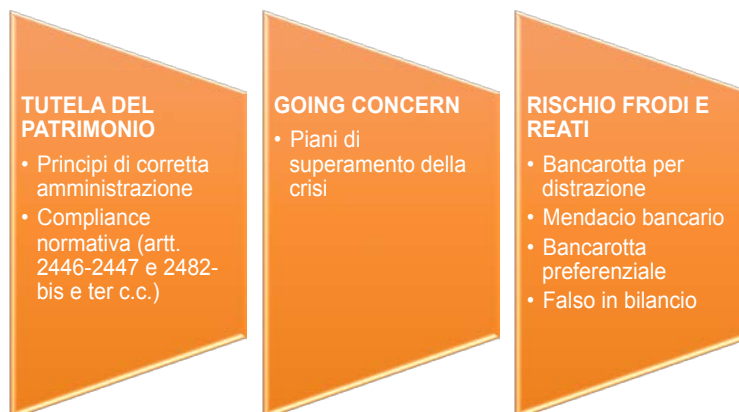 TUTELA DEL
PATRIMONIO
• Principi di corretta
amministrazione
• Compliance
normativa (artt.
2446-2447 e 2482-
bis e ter c.c.)
GOING CONCERN
• Piani di
superamento della
crisi
RISCHIO FRODI E
REATI
• Bancarotta per
distrazione
• Mendacio bancario
• Bancarotta
preferenziale
• Falso in bilancio